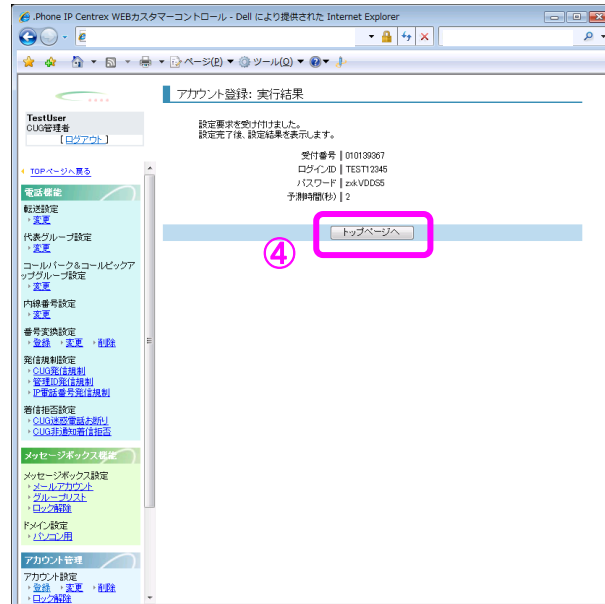 .Phone IP Centrex WEBカスタマーコントロール - Dell により提供された Internet Explorer
ページ(P) ツール(O)
アカウント登録: 実行結果
TestUser
CUG管理者
[ログアウト]
設定要求を受け付けました。
設定完了後、設定結果を表示します。
受付番号 010139367
ログインID TEST12345
パスワード zxkVDDS5
予測時間(秒) 2
トップページへ
④
TOPページへ戻る
電話機能
転送設定
変更
代表グループ設定
変更
コールパーク&コールピックア
ップグループ設定
変更
内線番号設定
変更
番号変換設定
登録 変更 削除
発信規制設定
CUG発信規制
管理ID発信規制
IP電話番号発信規制
着信拒否設定
CUG迷惑電話お断り
CUG非通知着信拒否
メッセージボックス機能
メッセージボックス設定
メールアカウント
グループリスト
ロック解除
ドメイン設定
パソコン用
アカウント管理
アカウント設定
登録 変更 削除
ロック解除